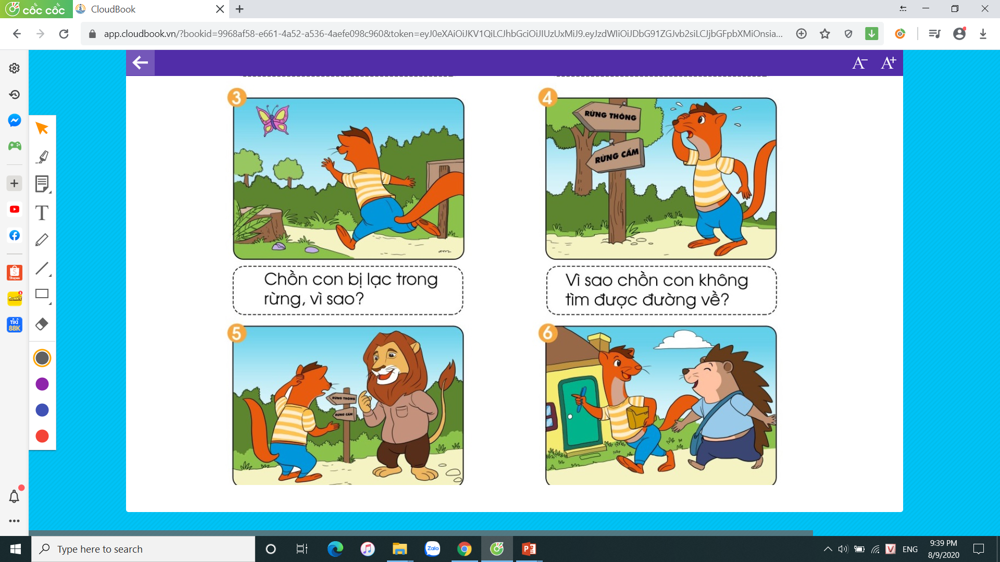 cốc cốc
CloudBook
app.cloudbook.vn/?bookid=9968af58-e661-4a52-a536-4aefe098c960&token=eyJ0eXAiOiJKV1QiLCJhbGciOiJIUzUxMiJ9.eyJzdWIiOiJDbG91ZGJvb2siLCJjbGFpbXMiOnsia...
A− A+
3
4
RỪNG THÔNG
RỪNG CẤM
Chồn con bị lạc trong
rừng, vì sao?
Vì sao chồn con không
tìm được đường về?
5
6
RỪNG THÔNG
RỪNG CẤM
T
Shopee
TIKI
88K
Type here to search
Zalo
ENG
9:39 PM
8/9/2020